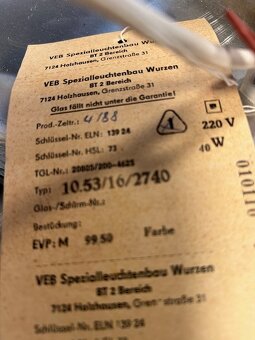 VEB Spezialleuchtenbau Wurzen
BT 2 Bereich
7124 Holzhausen, Grenzstraße 31
VEB Spezialleuchtenbau Wurzen
BT 2 Bereich
7124 Holzhausen, Grenzstraße 31
Glas fällt nicht unter die Garantie!
Prod.-Zeitr.: 4/88
Schlüssel-Nr. ELN: 139 24
220 V
Schlüssel-Nr. HSL: 73 -
40 W
TGL-Nr.: 20805/200-4625
Typ: 10.53/16/2740
Glas-/Schirm-Nr.:
Bestückung:
EVP: M 99,50 Farbe
VEB Spezialleuchtenbau Wurzen
BT 2 Bereich
7124 Holzhausen, Grenzstraße 31
Schlüssel-Nr. ELN 139 24